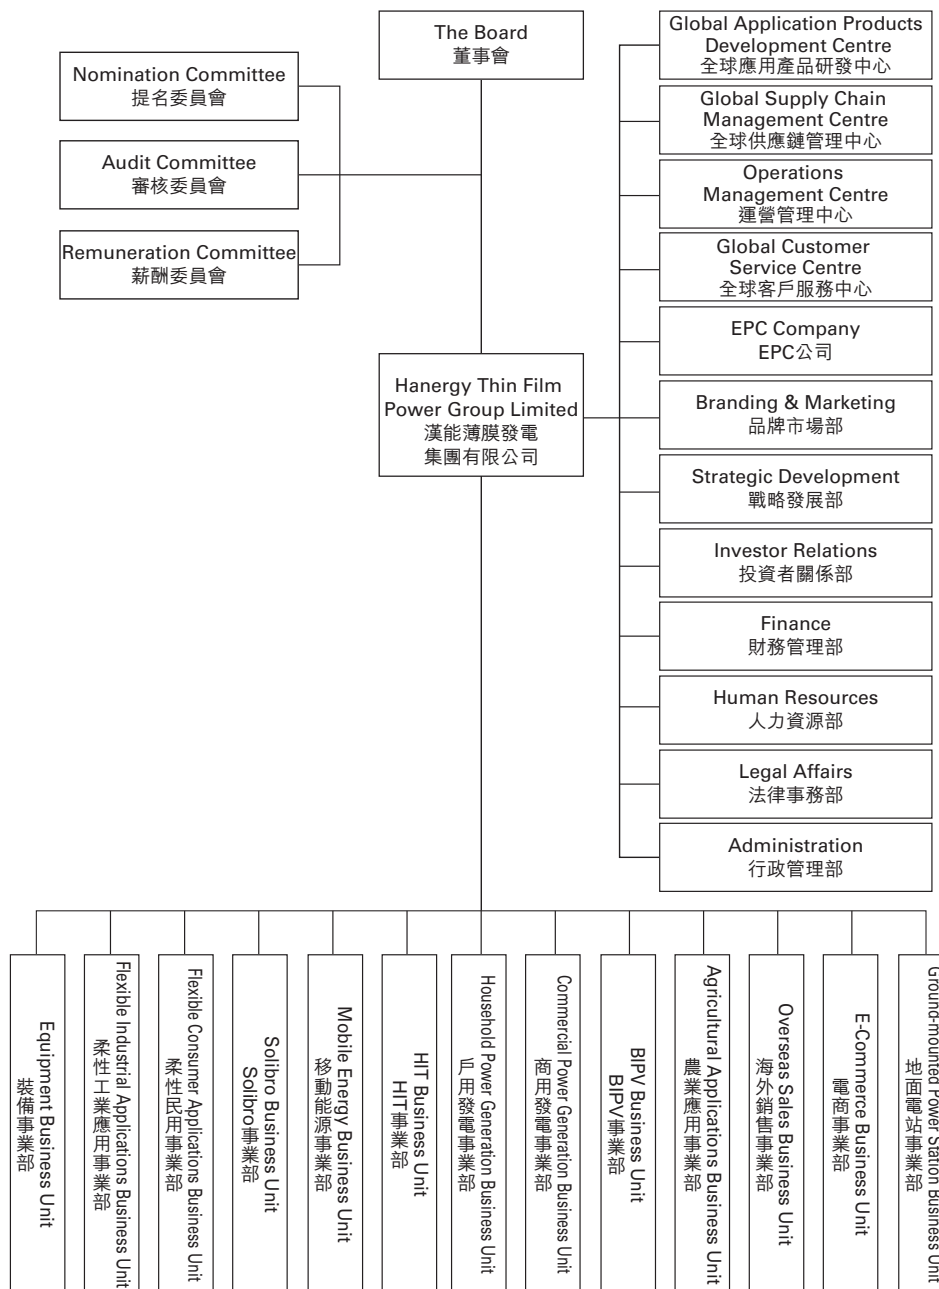 The Board
董事會
Nomination Committee
提名委員會
Audit Committee
審核委員會
Remuneration Committee
薪酬委員會
Hanergy Thin Film
Power Group Limited
漢能薄膜發電
集團有限公司
Global Application Products
Development Centre
全球應用產品研發中心
Global Supply Chain
Management Centre
全球供應鏈管理中心
Operations
Management Centre
運營管理中心
Global Customer
Service Centre
全球客戶服務中心
EPC Company
EPC公司
Branding & Marketing
品牌市場部
Strategic Development
戰略發展部
Investor Relations
投資者關係部
Finance
財務管理部
Human Resources
人力資源部
Legal Affairs
法律事務部
Administration
行政管理部
Equipment Business Unit
裝備事業部
Flexible Industrial Applications Business Unit
柔性工業應用事業部
Flexible Consumer Applications Business Unit
柔性民用事業部
Solibro Business Unit
Solibro事業部
Mobile Energy Business Unit
移動能源事業部
HIT Business Unit
HIT事業部
Household Power Generation Business Unit
戶用發電事業部
Commercial Power Generation Business Unit
商用發電事業部
BIPV Business Unit
BIPV事業部
Agricultural Applications Business Unit
農業應用事業部
Overseas Sales Business Unit
海外銷售事業部
E-Commerce Business Unit
電商事業部
Ground-mounted Power Station Business Unit
地面電站事業部